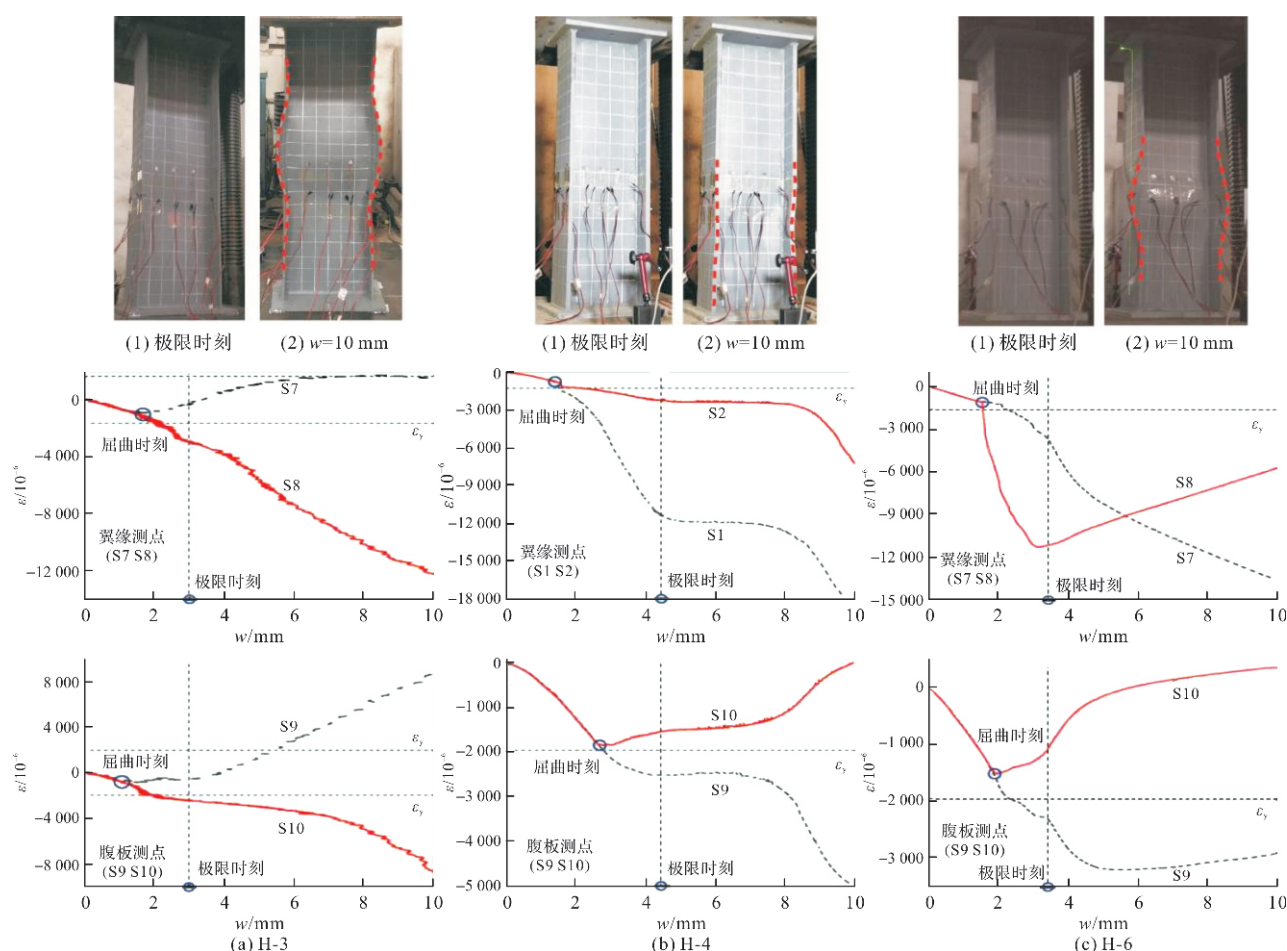 (1) 极限时刻
(2) w=10 mm
(1) 极限时刻
(2) w=10 mm
(1) 极限时刻
(2) w=10 mm
0
−4 000
−8 000
−12 000
ε/10⁻⁶
S7
屈曲时刻
εᵧ
S8
翼缘测点
(S7 S8)
极限时刻
0 2 4 6 8 10
w/mm
0
−3 000
−6 000
−9 000
−12 000
−15 000
−18 000
ε/10⁻⁶
εᵧ
S2
屈曲时刻
S1
翼缘测点
(S1 S2)
极限时刻
0 2 4 6 8 10
w/mm
0
−3 000
−6 000
−9 000
−12 000
−15 000
ε/10⁻⁶
屈曲时刻
εᵧ
S8
S7
翼缘测点
(S7 S8)
极限时刻
0 2 4 6 8 10
w/mm
8 000
4 000
0
−4 000
−8 000
ε/10⁻⁶
S9
εᵧ
屈曲时刻
εᵧ
S10
腹板测点
(S9 S10)
极限时刻
0 2 4 6 8 10
w/mm
(a) H-3
0
−1 000
−2 000
−3 000
−4 000
−5 000
ε/10⁻⁶
S10
εᵧ
屈曲时刻
S9
腹板测点
(S9 S10)
极限时刻
0 2 4 6 8 10
w/mm
(b) H-4
0
−1 000
−2 000
−3 000
ε/10⁻⁶
S10
屈曲时刻
εᵧ
腹板测点
(S9 S10)
极限时刻
S9
0 2 4 6 8 10
w/mm
(c) H-6